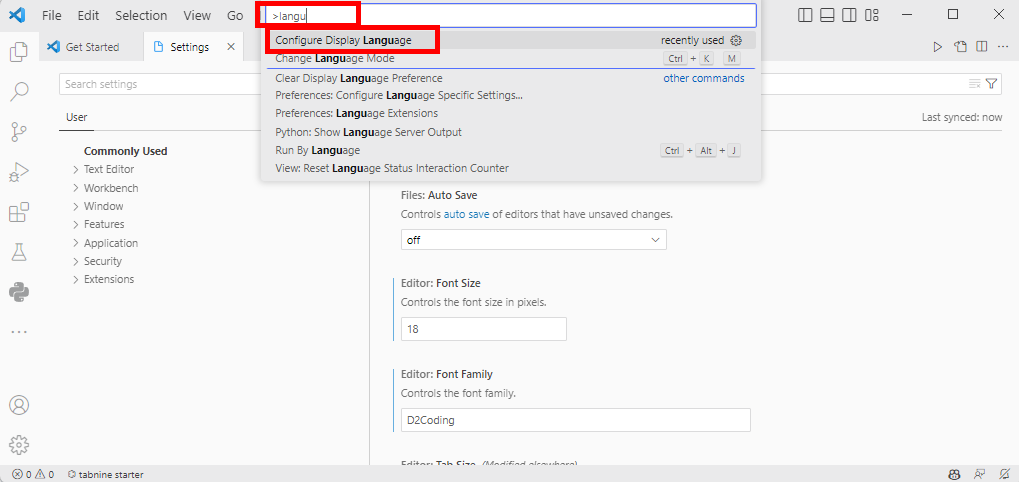 File Edit Selection View Go
>langu
Get Started
Settings
Configure Display Language recently used
Change Language Mode Ctrl + K M
Clear Display Language Preference other commands
Preferences: Configure Language Specific Settings...
Preferences: Language Extensions
Python: Show Language Server Output
Run By Language Ctrl + Alt + J
View: Reset Language Status Interaction Counter
Search settings
User
Last synced: now
Commonly Used
Text Editor
Workbench
Window
Features
Application
Security
Extensions
Files: Auto Save
Controls auto save of editors that have unsaved changes.
off
Editor: Font Size
Controls the font size in pixels.
18
Editor: Font Family
Controls the font family.
D2Coding
Editor: Tab Size (Modified elsewhere)
0 0 tabnine starter